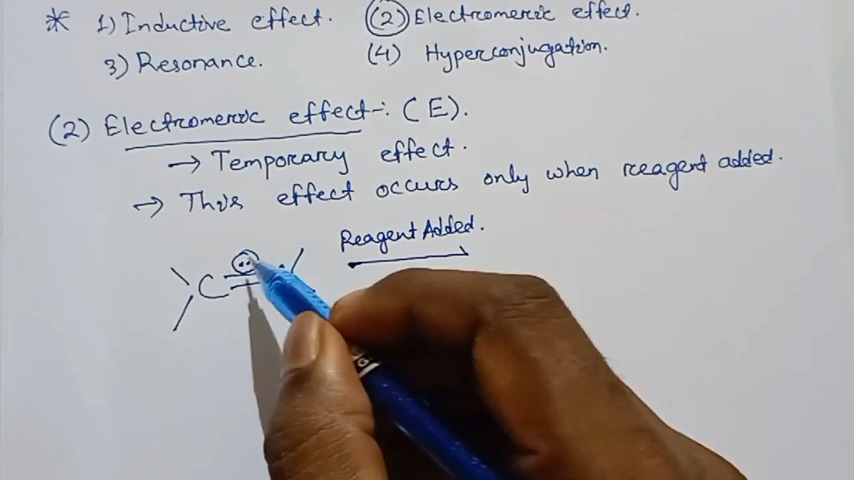 * 1) Inductive effect. (2) Electromeric effect.
3) Resonance. (4) Hyperconjugation.
(2) Electromeric effect-: (E).
→ Temporary effect.
→ This effect occurs only when reagent added.
Reagent Added.
C